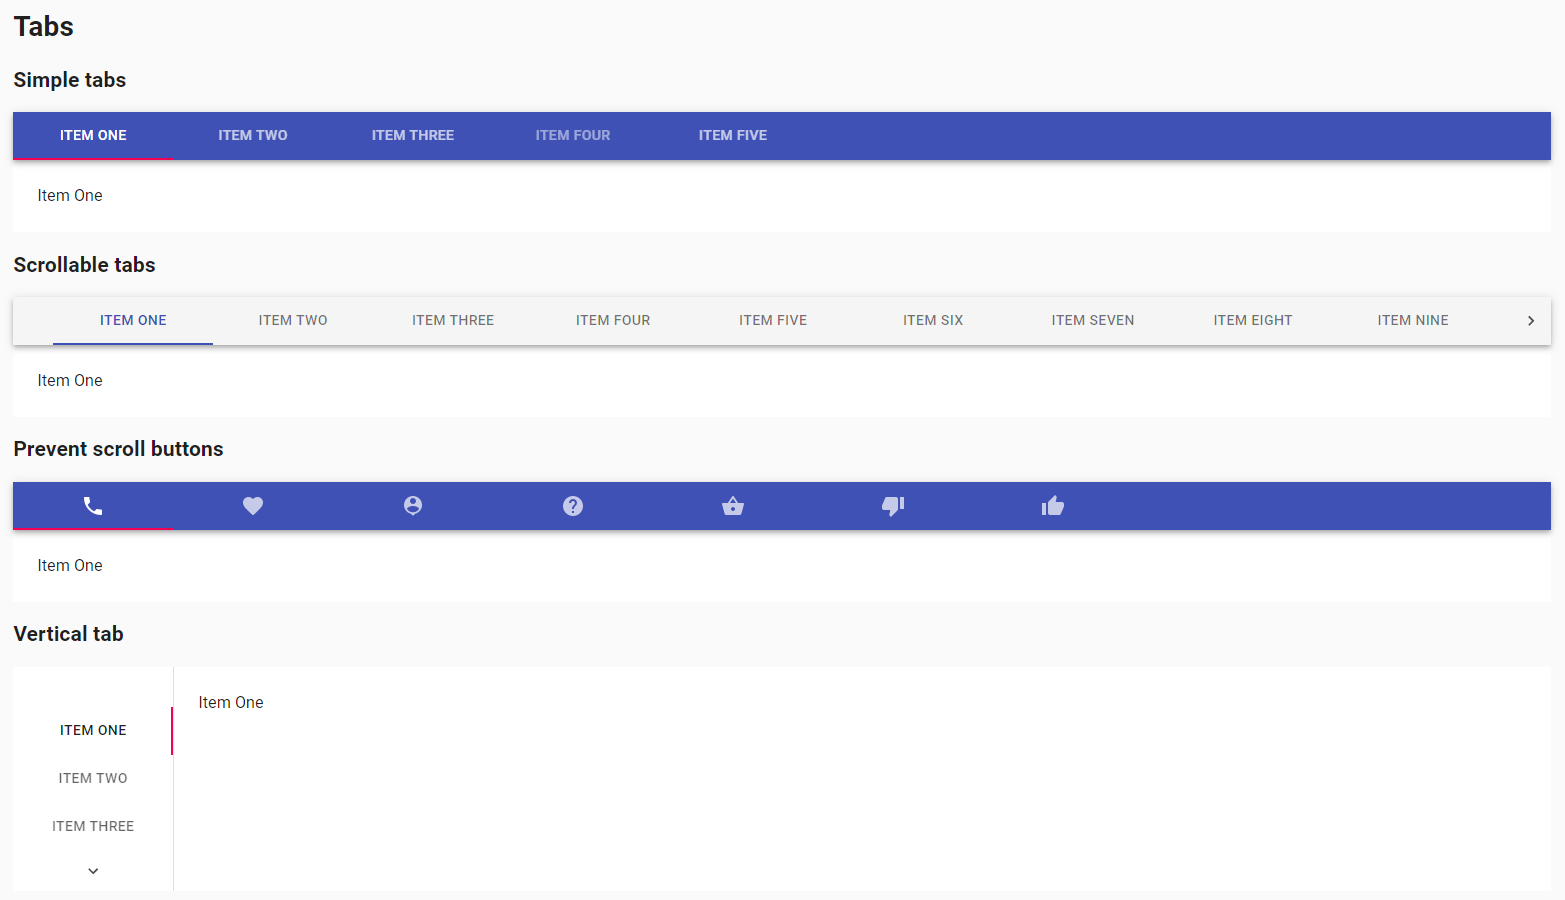 Tabs
Simple tabs
ITEM ONE ITEM TWO ITEM THREE ITEM FOUR ITEM FIVE
Item One
Scrollable tabs
ITEM ONE ITEM TWO ITEM THREE ITEM FOUR ITEM FIVE ITEM SIX ITEM SEVEN ITEM EIGHT ITEM NINE
Item One
Prevent scroll buttons
Item One
Vertical tab
Item One
ITEM ONE
ITEM TWO
ITEM THREE